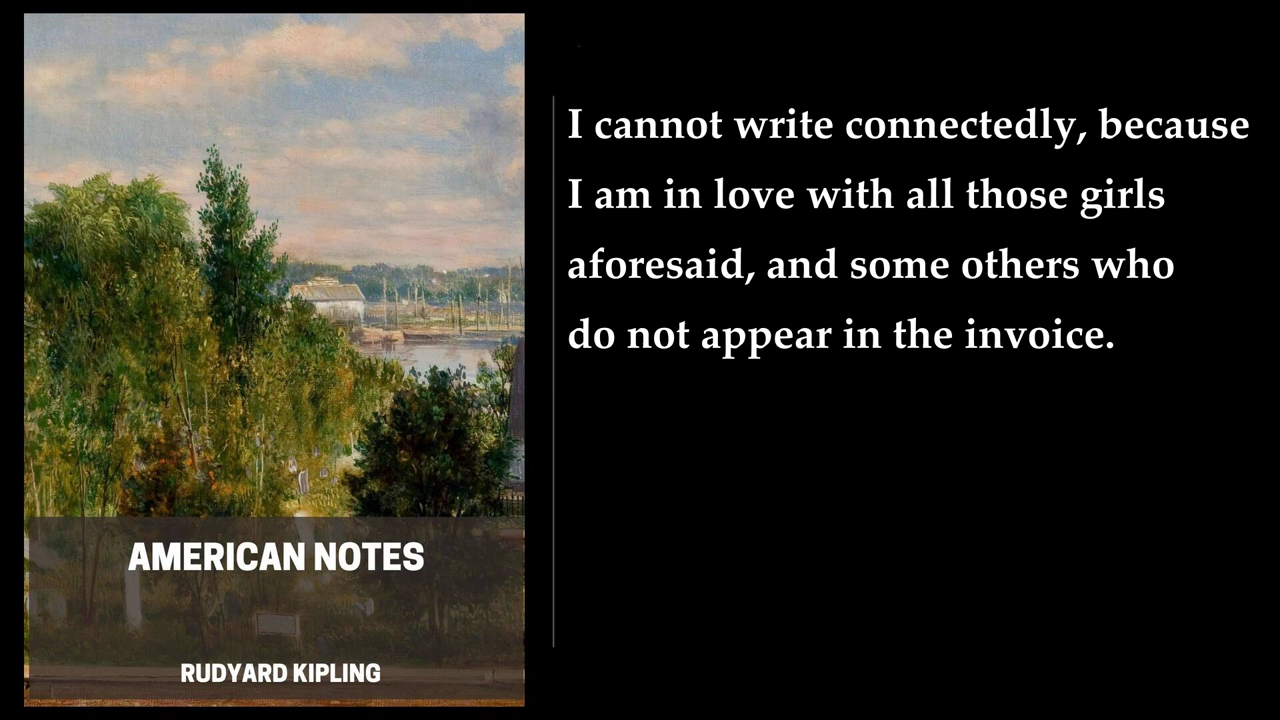 AMERICAN NOTES
RUDYARD KIPLING
I cannot write connectedly, because
I am in love with all those girls
aforesaid, and some others who
do not appear in the invoice.